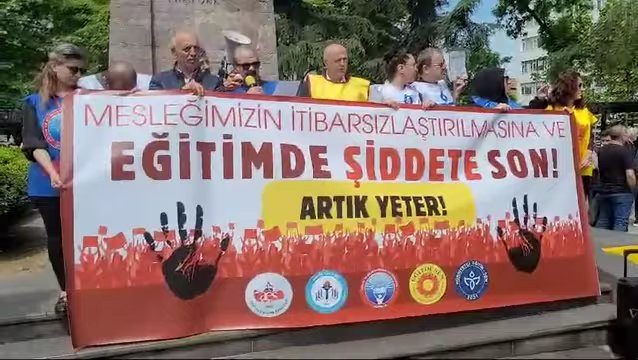 MESLEĞİMİZİN İTİBARSIZLAŞTIRILMASINA VE
EĞİTİMDE ŞİDDETE SON!
ARTIK YETER!